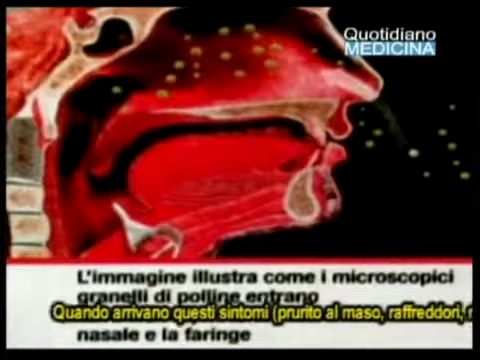 Quotidiano
MEDICINA
L'immagine illustra come i microscopici
granelli di polline entrano
Quando arrivano questi sintomi (prurito al maso, raffreddori,
nasale e la faringe